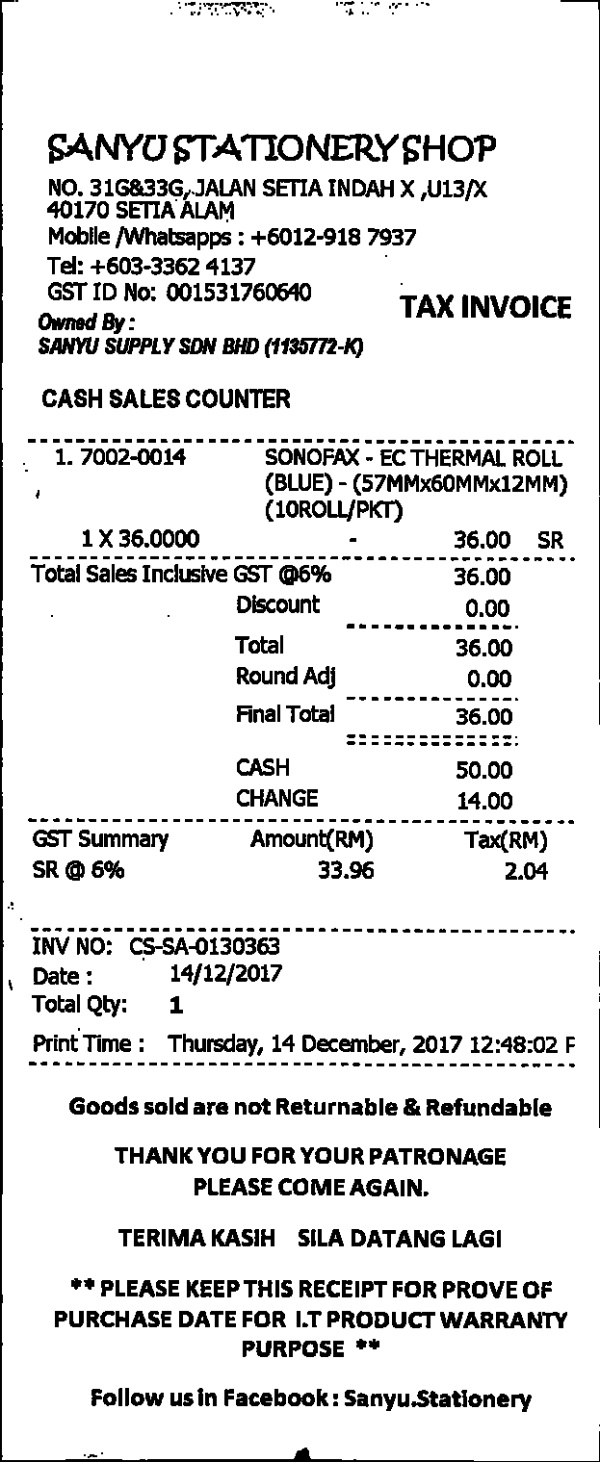 SANYU STATIONERY SHOP
NO. 31G&33G, JALAN SETIA INDAH X ,U13/X
40170 SETIA ALAM
Mobile /Whatsapps : +6012-918 7937
Tel: +603-3362 4137
GST ID No: 001531760640
TAX INVOICE
Owned By :
SANYU SUPPLY SDN BHD (1135772-K)
CASH SALES COUNTER
1. 7002-0014 SONOFAX - EC THERMAL ROLL
(BLUE) - (57MMx60MMx12MM)
(10ROLL/PKT)
1 X 36.0000 - 36.00 SR
Total Sales Inclusive GST @6% 36.00
Discount 0.00
Total 36.00
Round Adj 0.00
Final Total 36.00
CASH 50.00
CHANGE 14.00
GST Summary Amount(RM) Tax(RM)
SR @ 6% 33.96 2.04
INV NO: CS-SA-0130363
Date : 14/12/2017
Total Qty: 1
Print Time : Thursday, 14 December, 2017 12:48:02 P
Goods sold are not Returnable & Refundable
THANK YOU FOR YOUR PATRONAGE
PLEASE COME AGAIN.
TERIMA KASIH SILA DATANG LAGI
** PLEASE KEEP THIS RECEIPT FOR PROVE OF
PURCHASE DATE FOR I.T PRODUCT WARRANTY
PURPOSE **
Follow us in Facebook : Sanyu.Stationery